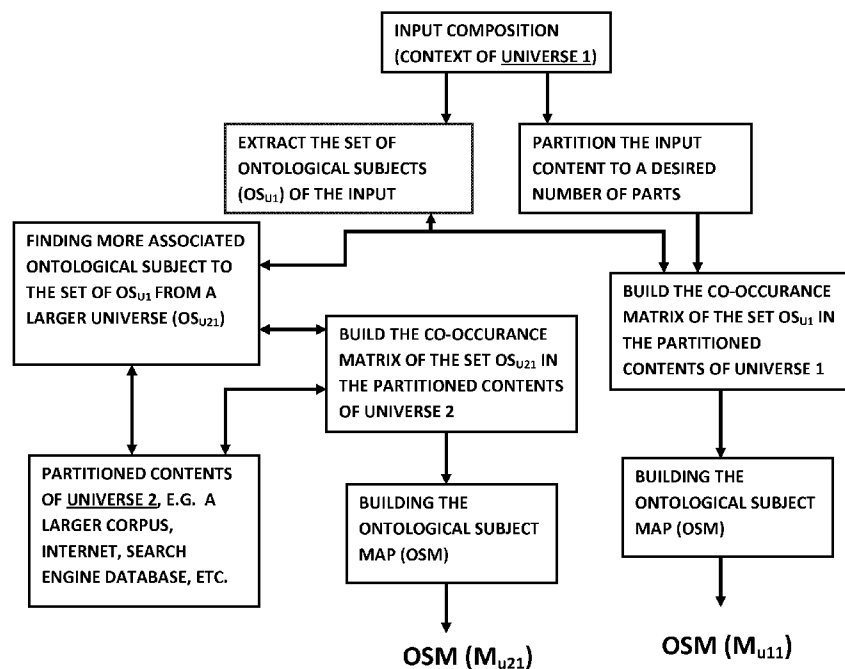 INPUT COMPOSITION
(CONTEXT OF UNIVERSE 1)
EXTRACT THE SET OF
ONTOLOGICAL SUBJECTS
(OSU1) OF THE INPUT
PARTITION THE INPUT
CONTENT TO A DESIRED
NUMBER OF PARTS
FINDING MORE ASSOCIATED
ONTOLOGICAL SUBJECT TO
THE SET OF OSU1 FROM A
LARGER UNIVERSE (OSU21)
BUILD THE CO-OCCURANCE
MATRIX OF THE SET OSU21 IN
THE PARTITIONED CONTENTS
OF UNIVERSE 2
BUILD THE CO-OCCURANCE
MATRIX OF THE SET OSU1 IN
THE PARTITIONED
CONTENTS OF UNIVERSE 1
PARTITIONED CONTENTS
OF UNIVERSE 2, E.G. A
LARGER CORPUS,
INTERNET, SEARCH
ENGINE DATABASE, ETC.
BUILDING THE
ONTOLOGICAL SUBJECT
MAP (OSM)
BUILDING THE
ONTOLOGICAL SUBJECT
MAP (OSM)
OSM (Mu21)
OSM (Mu11)